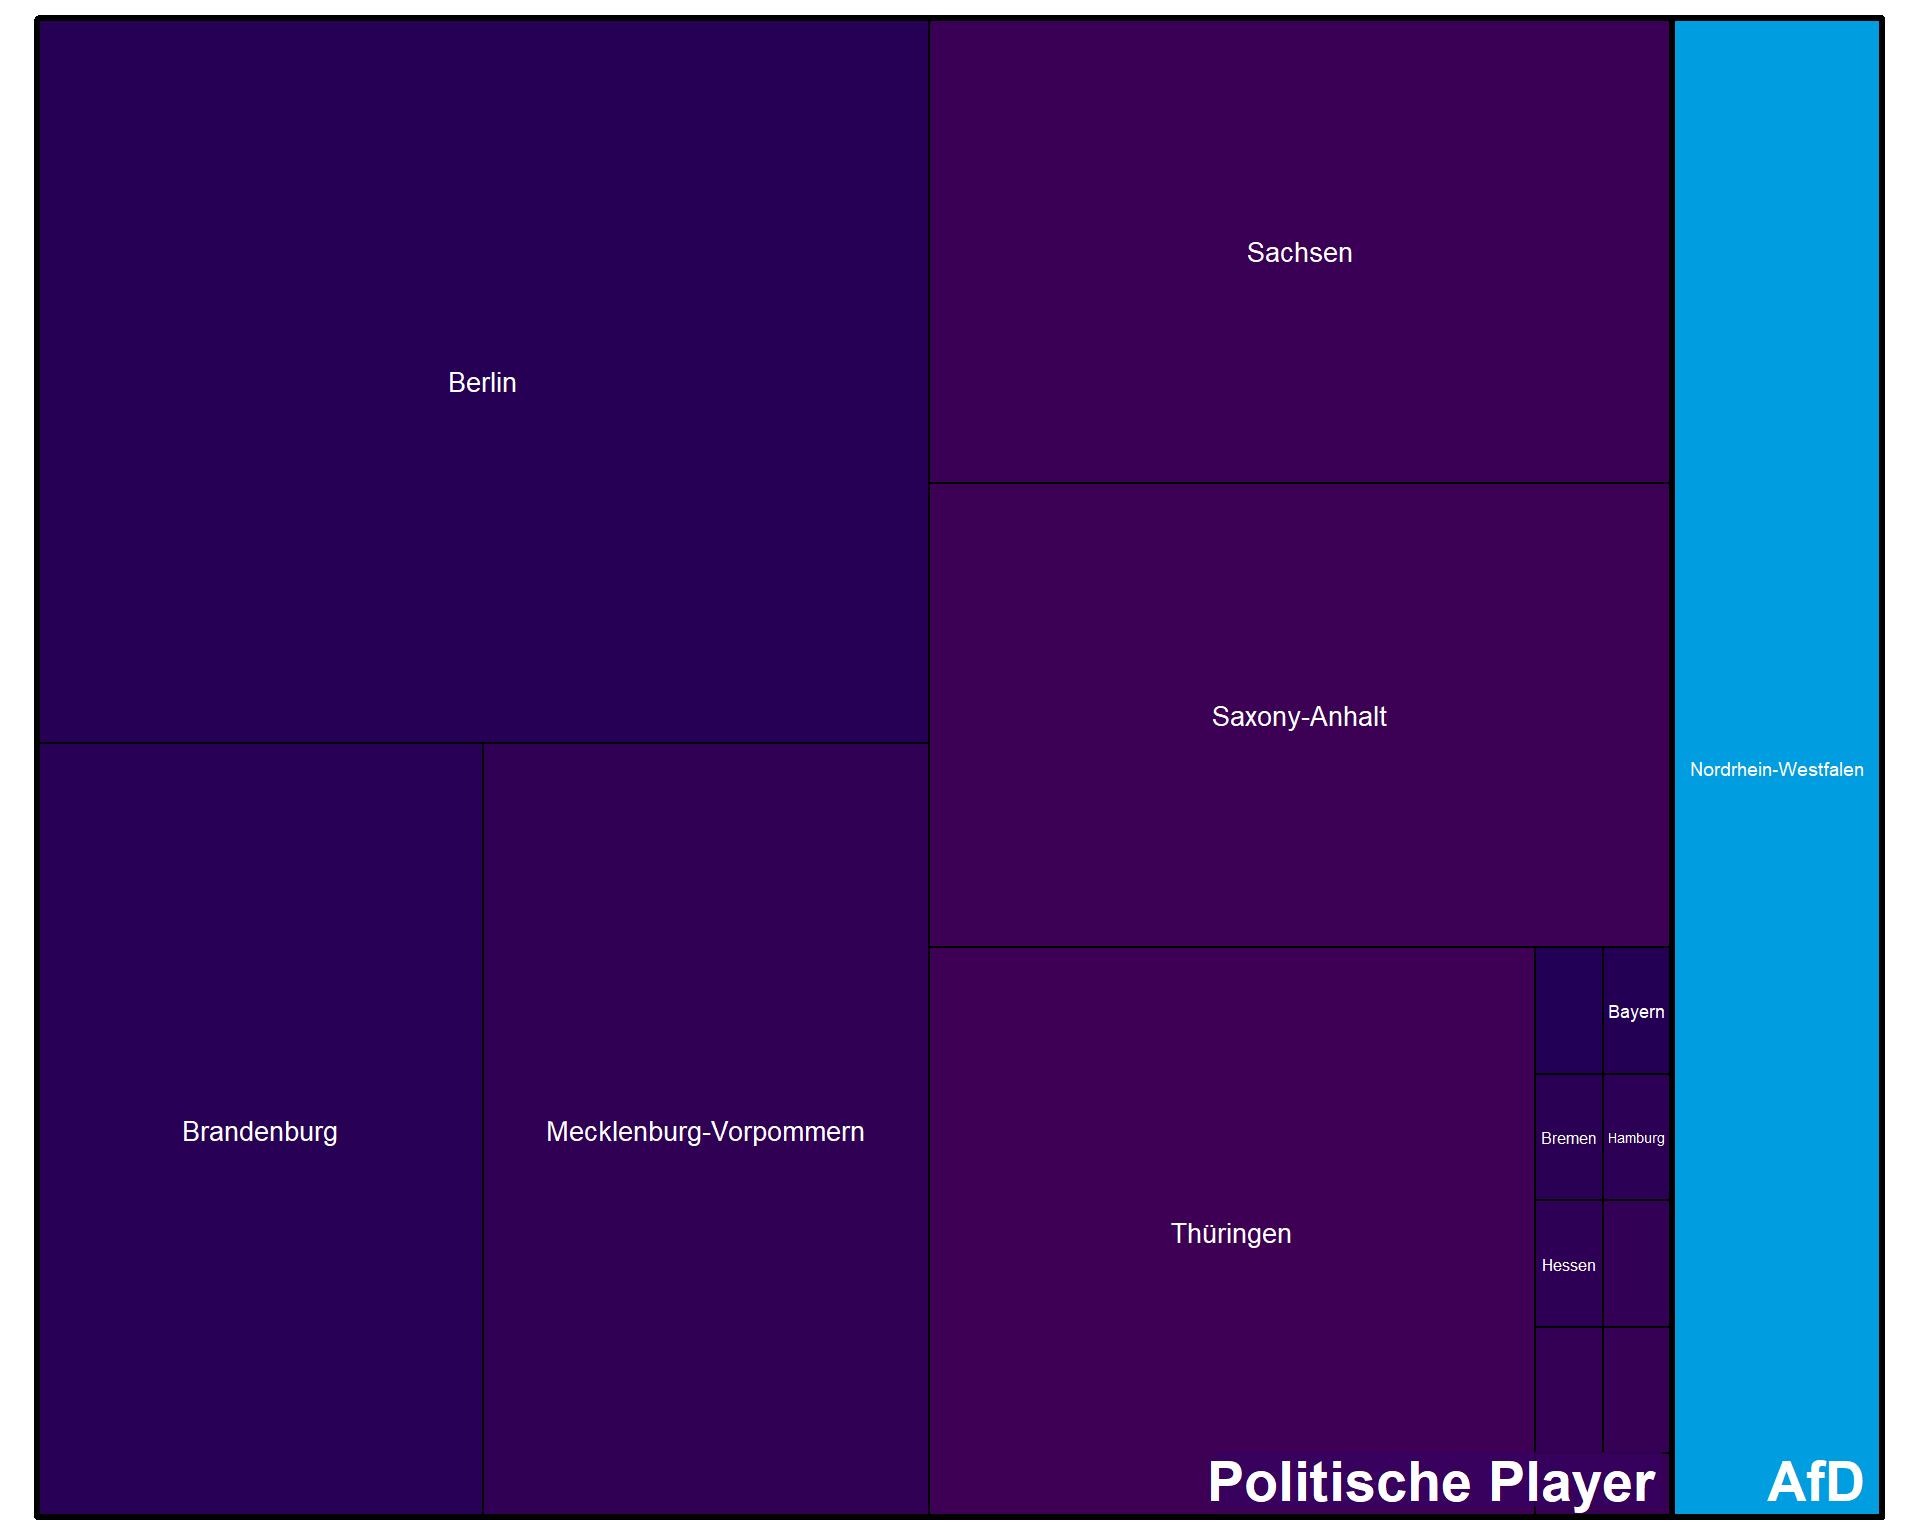 Berlin
Sachsen
Saxony-Anhalt
Nordrhein-Westfalen
Brandenburg
Mecklenburg-Vorpommern
Thüringen
Bayern
Bremen
Hamburg
Hessen
Politische Player
AfD